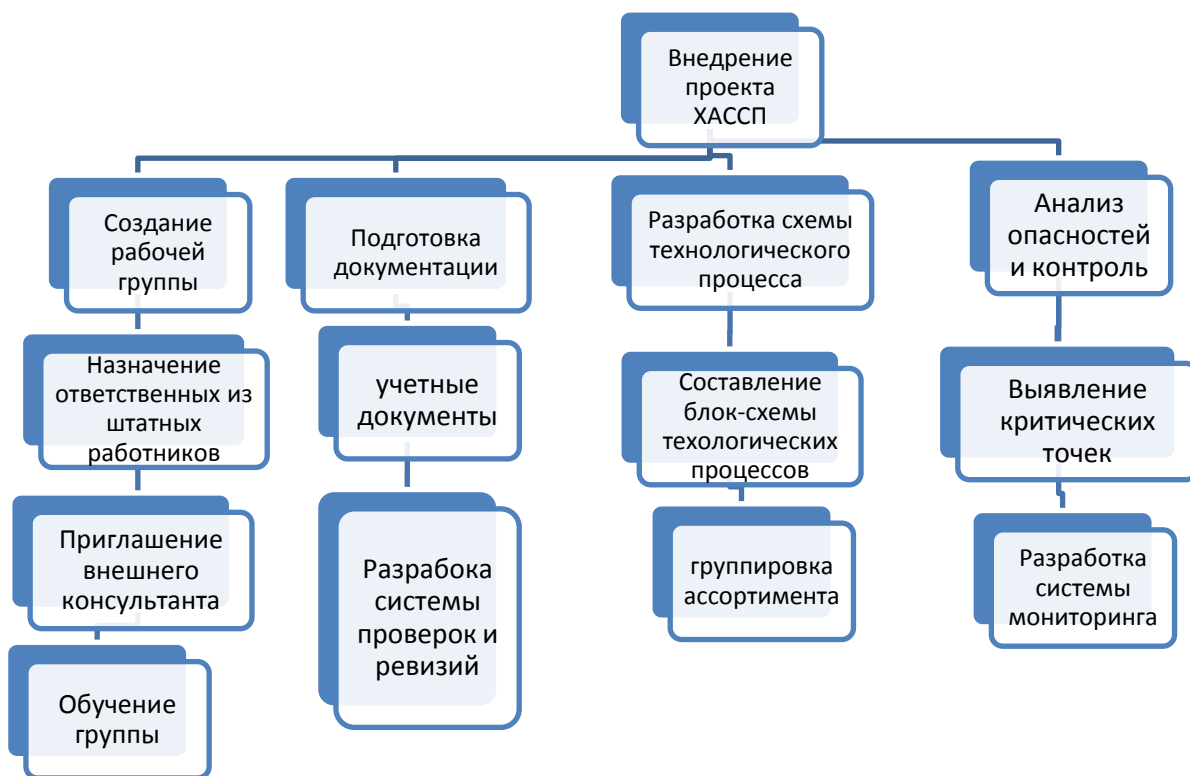 Внедрение
проекта
ХАССП
Создание
рабочей
группы
Назначение
ответственных из
штатных
работников
Приглашение
внешнего
консультанта
Обучение
группы
Подготовка
документации
учетные
документы
Разрабока
системы
проверок и
ревизий
Разработка схемы
технологического
процесса
Составление
блок-схемы
техологических
процессов
группировка
ассортимента
Анализ
опасностей
и контроль
Выявление
критических
точек
Разработка
системы
мониторинга